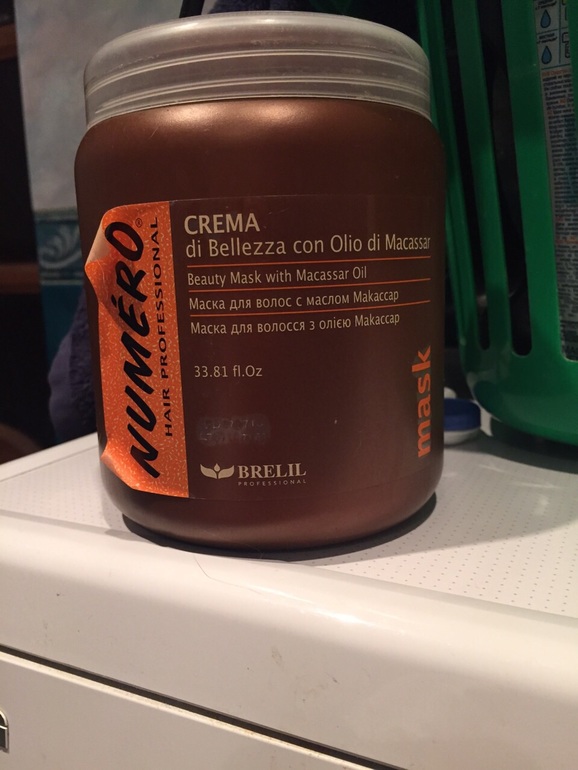 NUMÉRO
HAIR PROFESSIONAL
CREMA
di Bellezza con Olio di Macassar
Beauty Mask with Macassar Oil
Маска для волос с маслом Макассар
Маска для волосся з олією Макассар
33.81 fl.Oz
mask
BRELIL
PROFESSIONAL